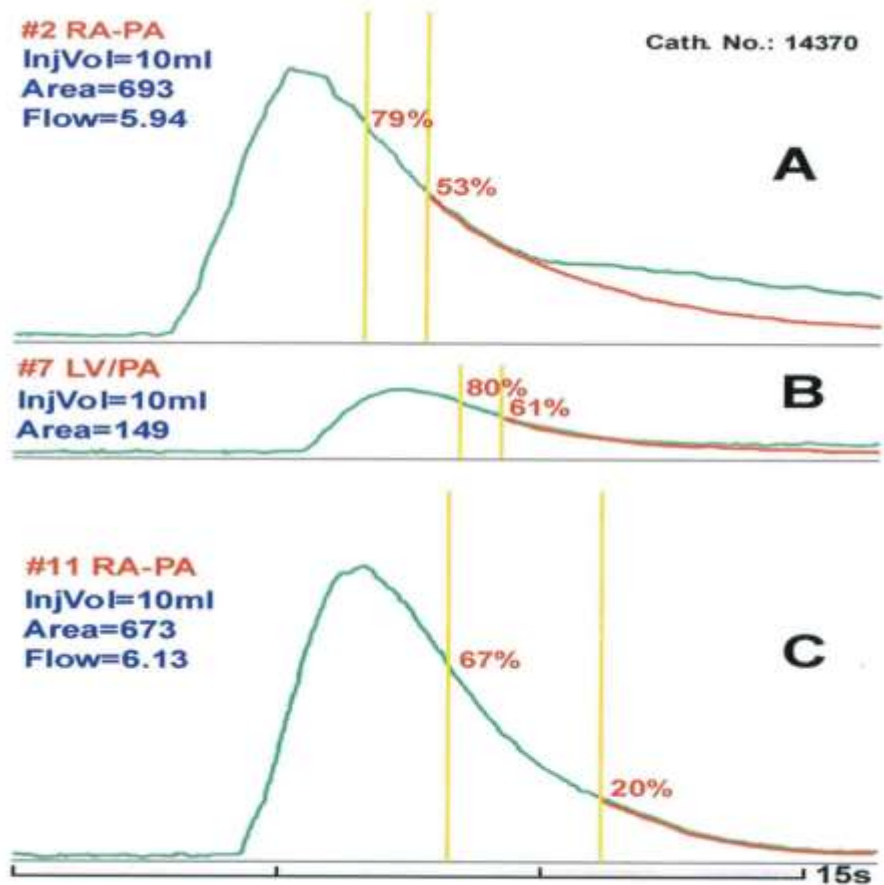 #2 RA-PA
InjVol=10ml
Area=693
Flow=5.94
Cath. No.: 14370
79%
53%
A
#7 LV/PA
InjVol=10ml
Area=149
80%
61%
B
#11 RA-PA
InjVol=10ml
Area=673
Flow=6.13
67%
20%
C
15s